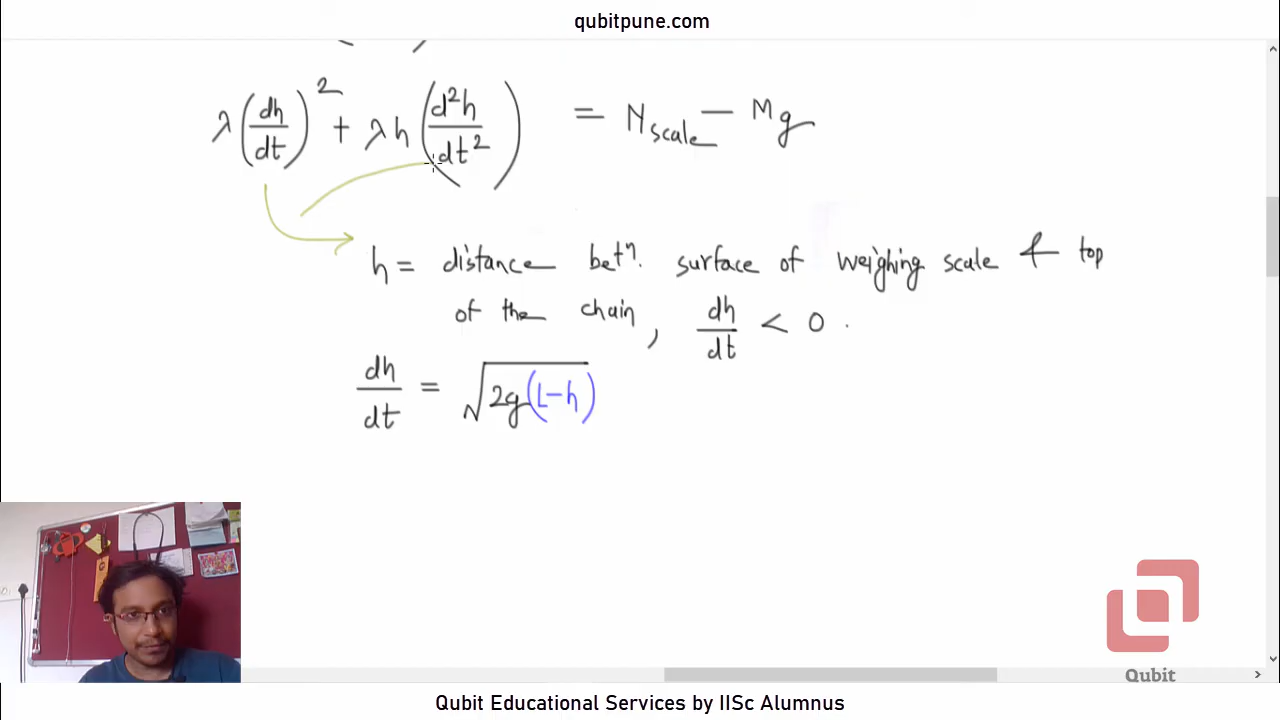 qubitpune.com
λ(dh/dt)² + λh(d²h/dt²) = N_scale − Mg
h = distance betⁿ. surface of weighing scale & top
of the chain, dh/dt < 0.
dh/dt = √2g(L−h)
Qubit
Qubit Educational Services by IISc Alumnus